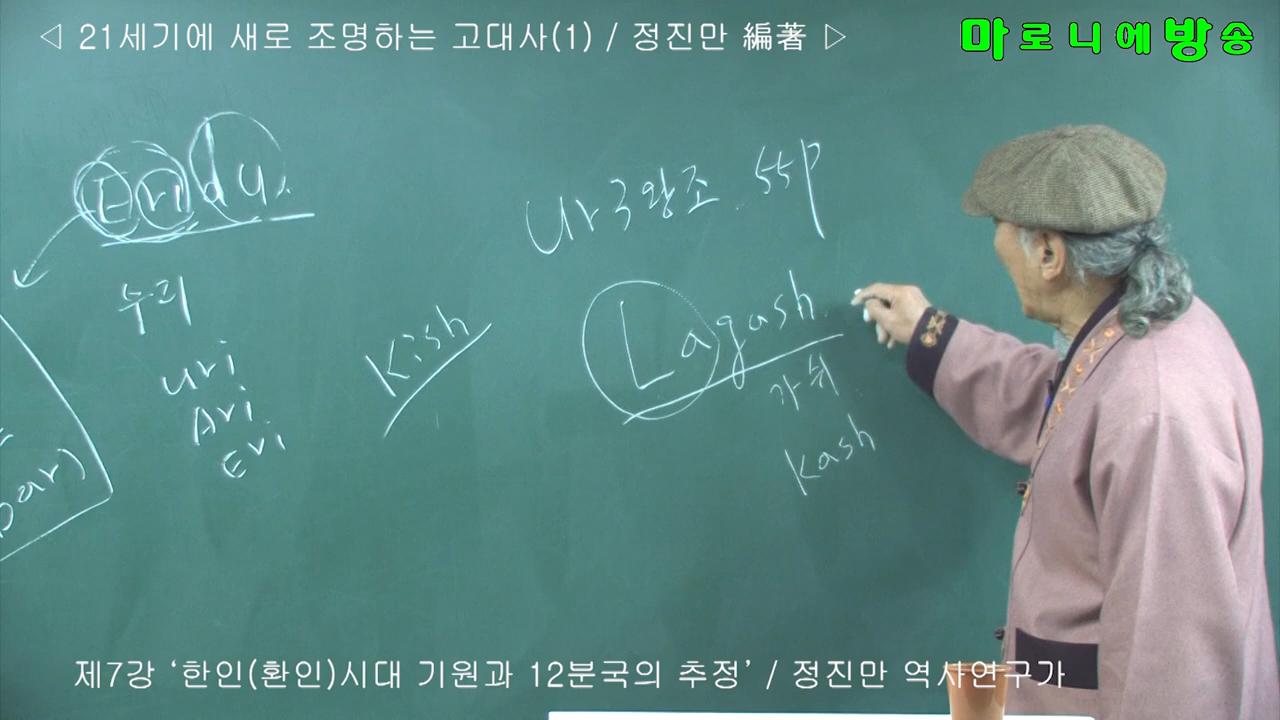 ◁ 21세기에 새로 조명하는 고대사(1) / 정진만 編著 ▷
마로니에방송
Eridu.
누리
uri
Ari
Eri
Kish
Ur 3왕조. 55p
Lagash.
가쉬
Kash
bar)
제7강 ‘한인(환인)시대 기원과 12분국의 추정’ / 정진만 역사연구가